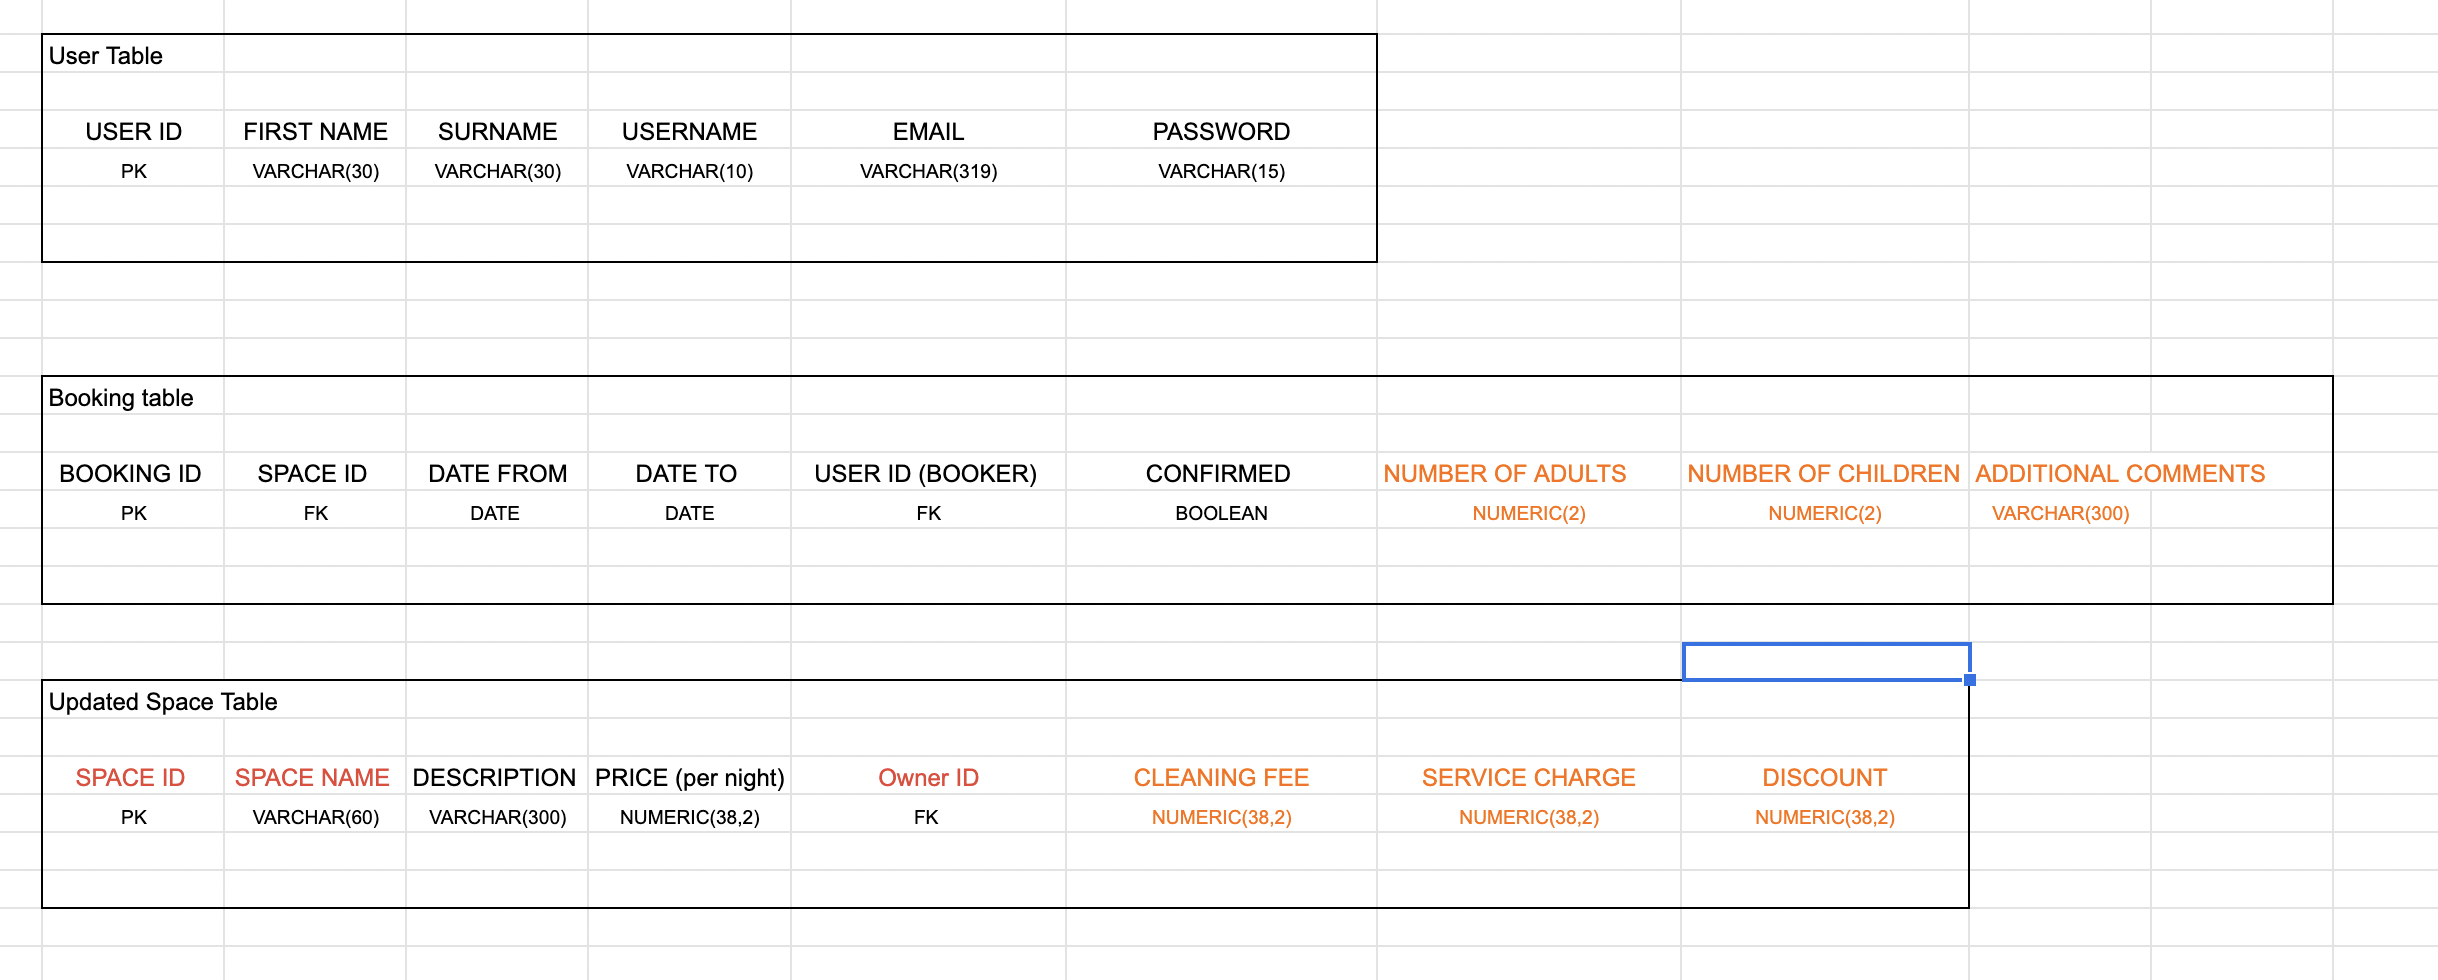 User Table
USER ID FIRST NAME SURNAME USERNAME EMAIL PASSWORD
PK VARCHAR(30) VARCHAR(30) VARCHAR(10) VARCHAR(319) VARCHAR(15)
Booking table
BOOKING ID SPACE ID DATE FROM DATE TO USER ID (BOOKER) CONFIRMED NUMBER OF ADULTS NUMBER OF CHILDREN ADDITIONAL COMMENTS
PK FK DATE DATE FK BOOLEAN NUMERIC(2) NUMERIC(2) VARCHAR(300)
Updated Space Table
SPACE ID SPACE NAME DESCRIPTION PRICE (per night) Owner ID CLEANING FEE SERVICE CHARGE DISCOUNT
PK VARCHAR(60) VARCHAR(300) NUMERIC(38,2) FK NUMERIC(38,2) NUMERIC(38,2) NUMERIC(38,2)